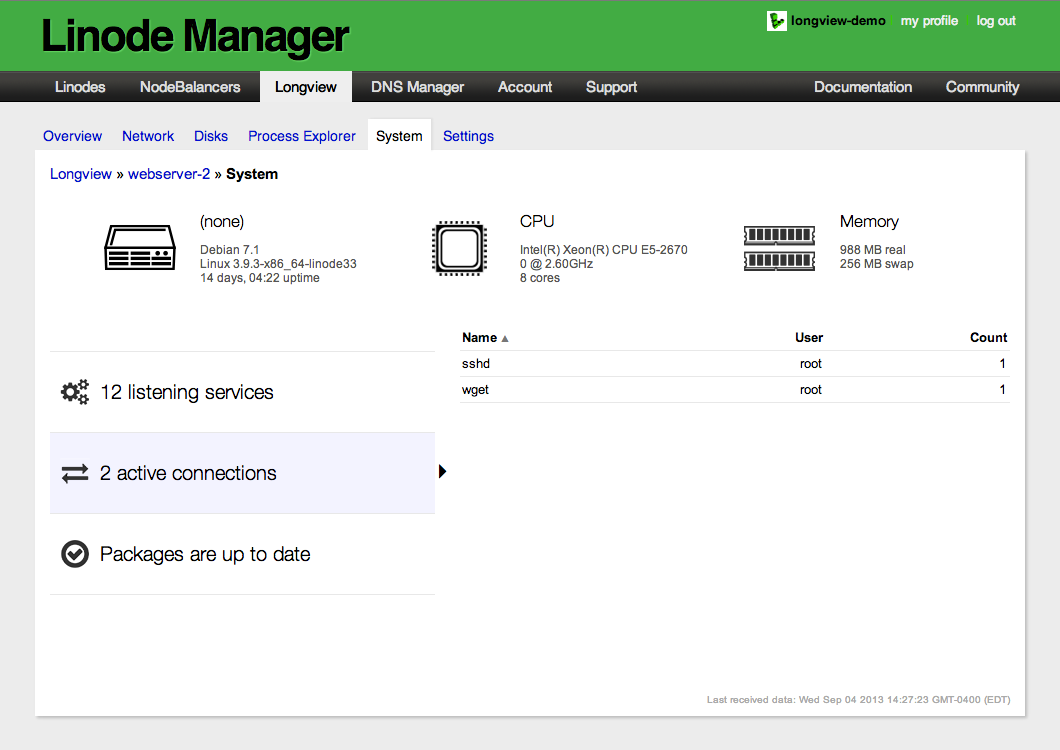 Linode Manager
longview-demo my profile log out
Linodes NodeBalancers Longview DNS Manager Account Support Documentation Community
Overview Network Disks Process Explorer System Settings
Longview » webserver-2 » System
(none)
Debian 7.1
Linux 3.9.3-x86_64-linode33
14 days, 04:22 uptime
CPU
Intel(R) Xeon(R) CPU E5-2670
0 @ 2.60GHz
8 cores
Memory
988 MB real
256 MB swap
12 listening services
2 active connections
Packages are up to date
Name ▲ User Count
sshd root 1
wget root 1
Last received data: Wed Sep 04 2013 14:27:23 GMT-0400 (EDT)